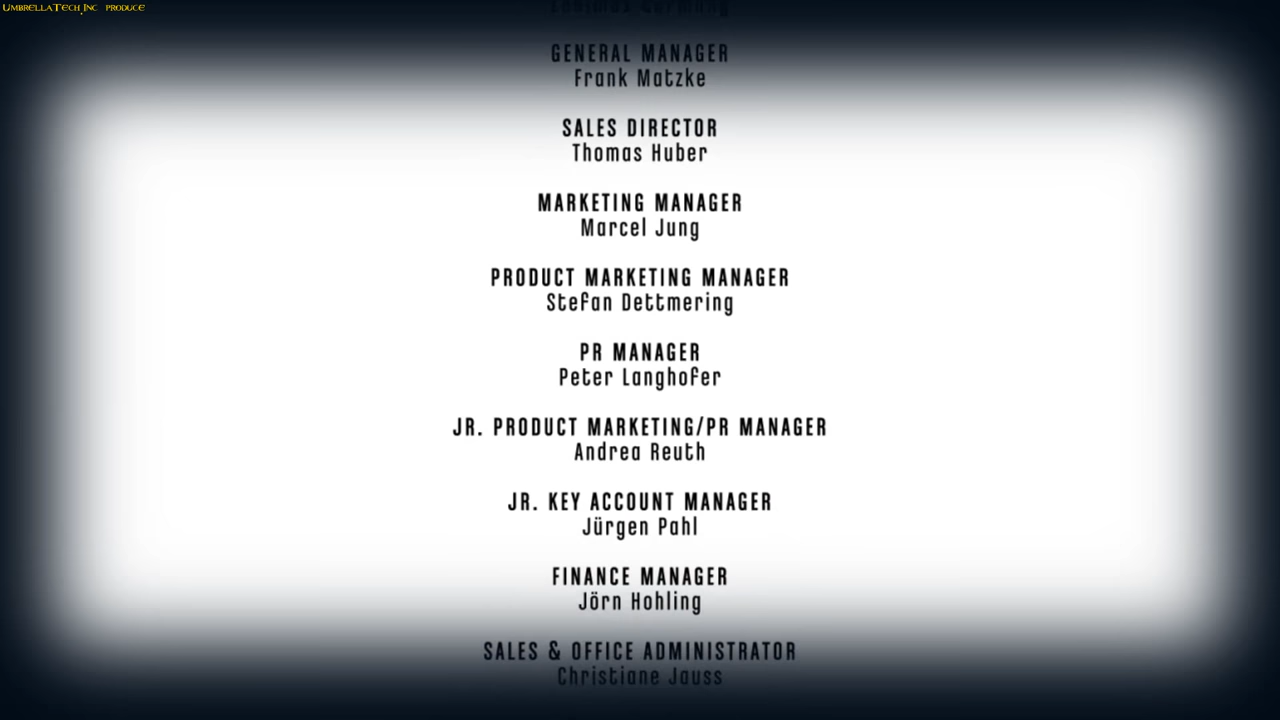 UmbrellaTech.Inc produce
GENERAL MANAGER
Frank Matzke
SALES DIRECTOR
Thomas Huber
MARKETING MANAGER
Marcel Jung
PRODUCT MARKETING MANAGER
Stefan Dettmering
PR MANAGER
Peter Langhofer
JR. PRODUCT MARKETING/PR MANAGER
Andrea Reuth
JR. KEY ACCOUNT MANAGER
Jürgen Pahl
FINANCE MANAGER
Jörn Hohling
SALES & OFFICE ADMINISTRATOR
Christiane Jauss